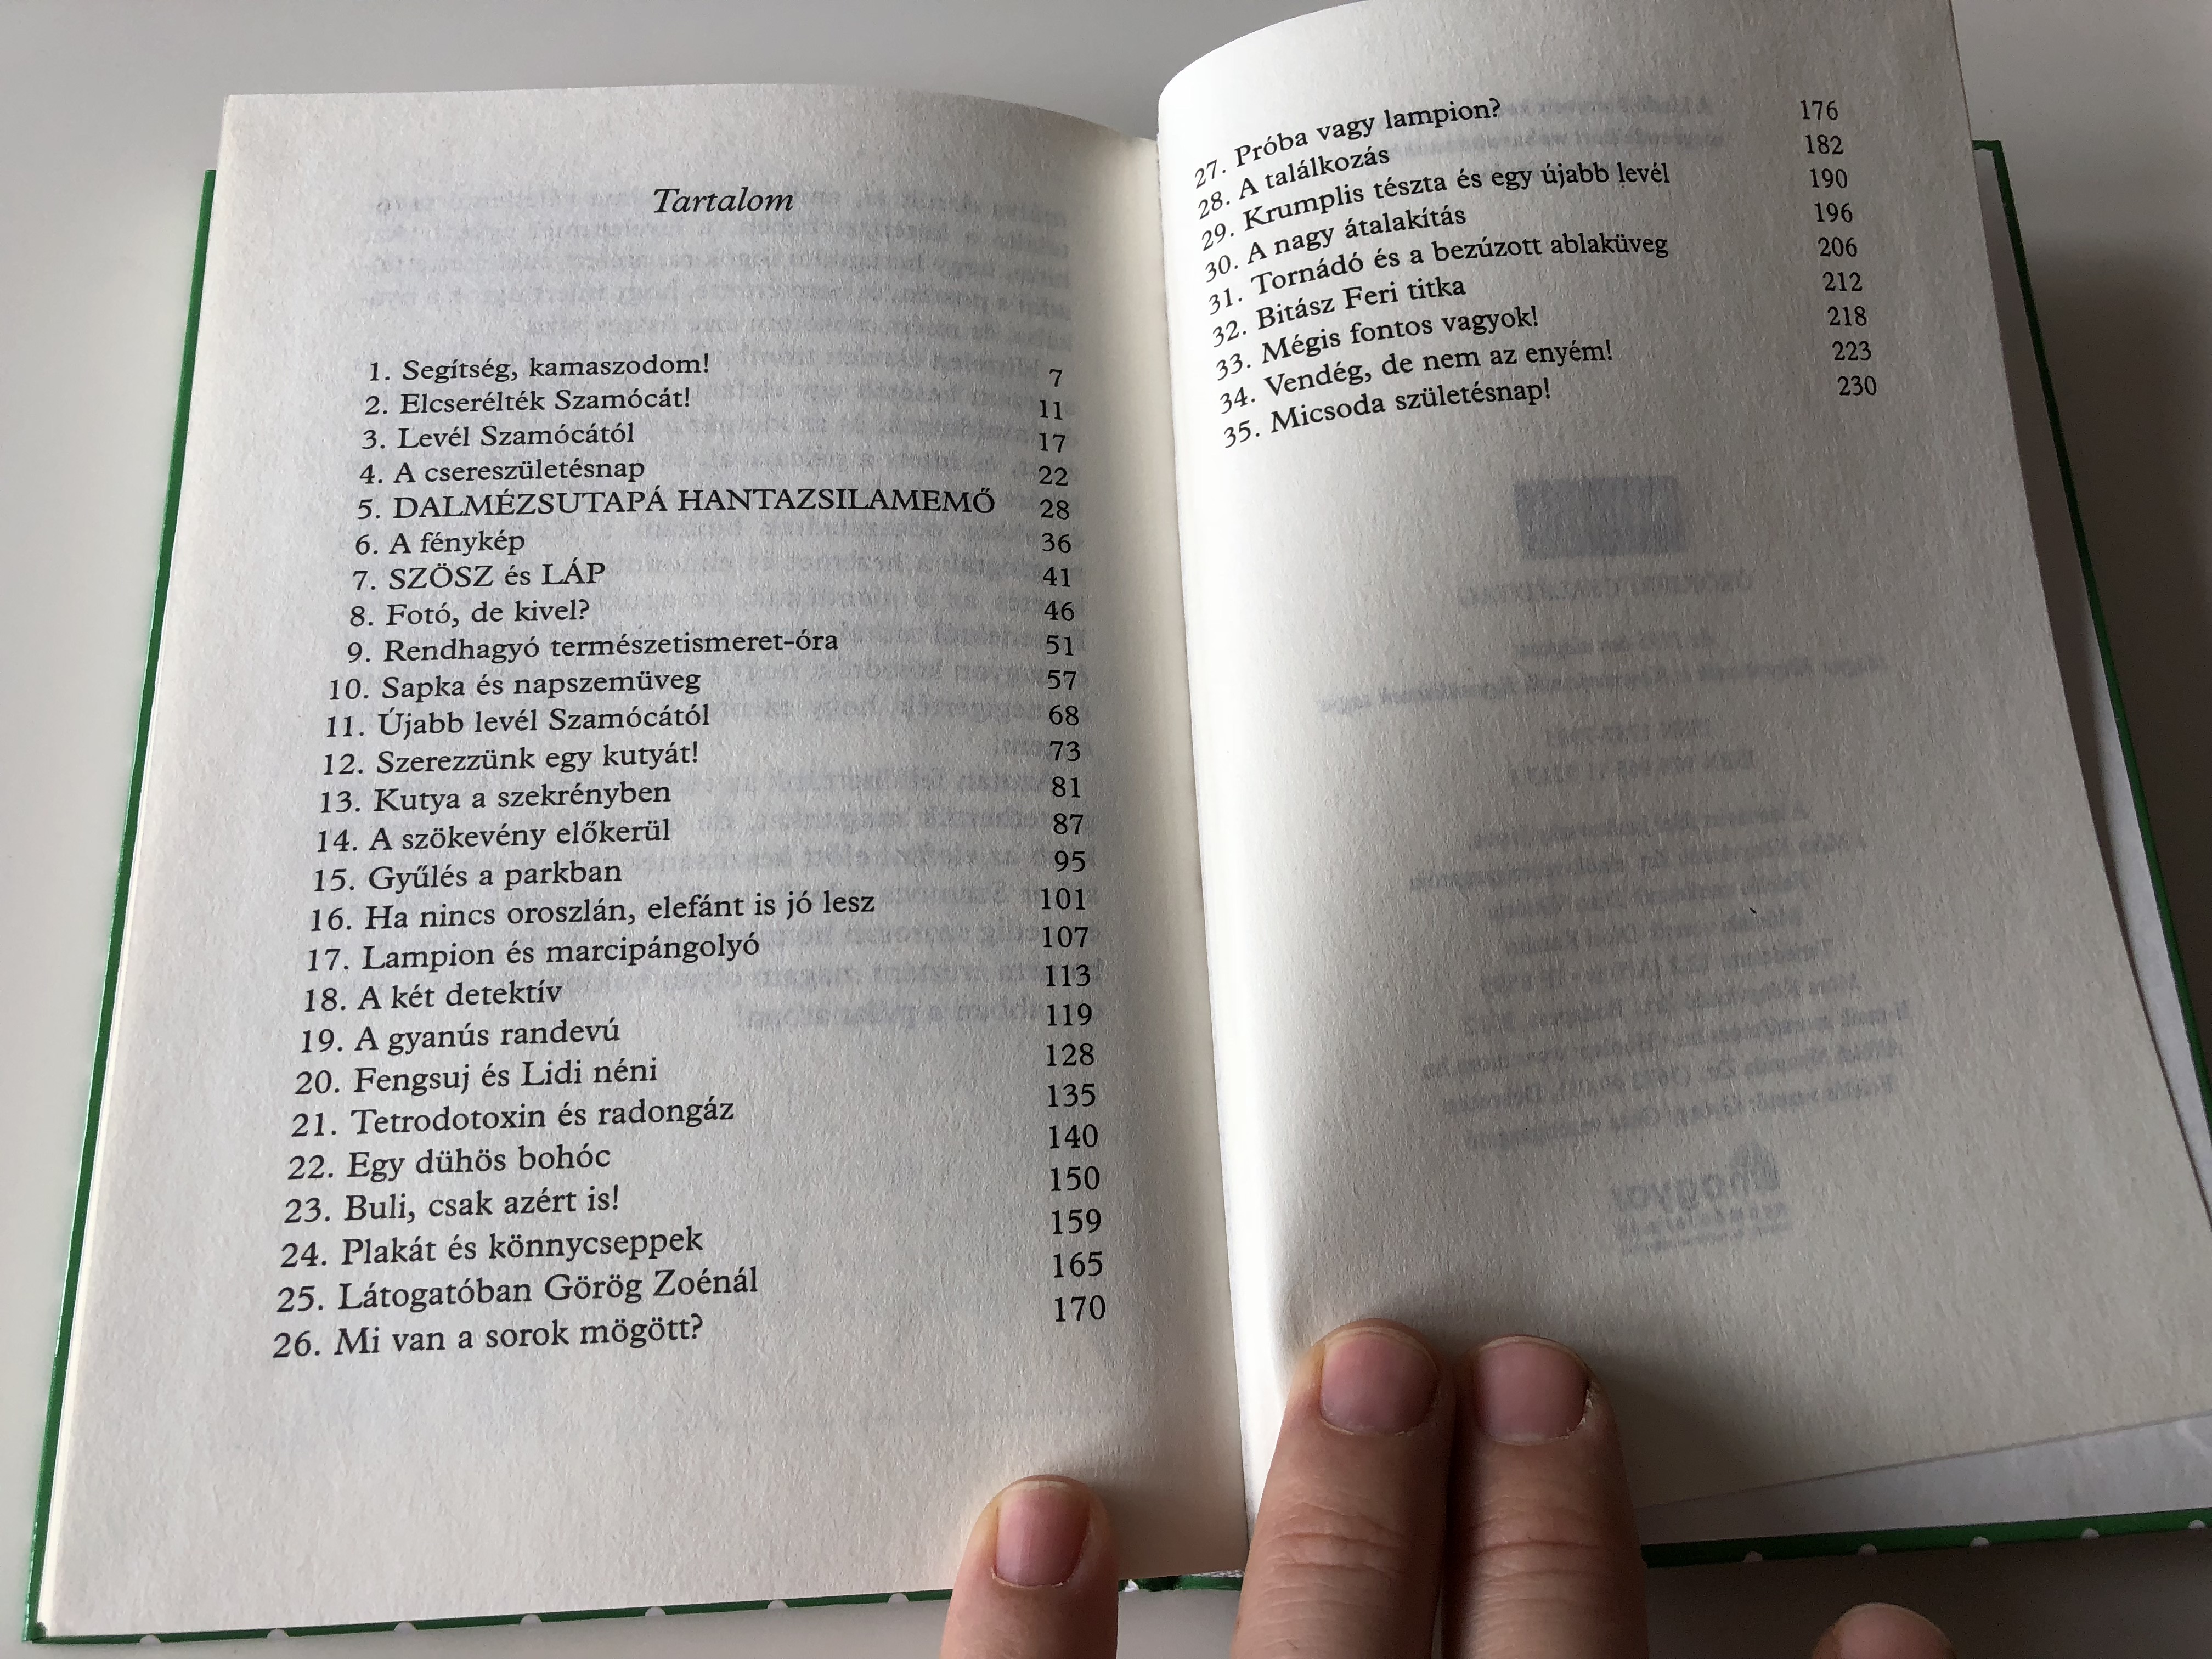 Tartalom
1. Segítség, kamaszodom! 7
2. Elcserélték Szamócát! 11
3. Levél Szamócától 17
4. A csereszületésnap 22
5. DALMÉZSUTAPÁ HANTAZSILAMEMŐ 28
6. A fénykép 36
7. SZÖSZ és LÁP 41
8. Fotó, de kivel? 46
9. Rendhagyó természetismeret-óra 51
10. Sapka és napszemüveg 57
11. Újabb levél Szamócától 68
12. Szerezzünk egy kutyát! 73
13. Kutya a szekrényben 81
14. A szökevény előkerül 87
15. Gyűlés a parkban 95
16. Ha nincs oroszlán, elefánt is jó lesz 101
17. Lampion és marcipángolyó 107
18. A két detektív 113
19. A gyanús randevú 119
20. Fengsuj és Lidi néni 128
21. Tetrodotoxin és radongáz 135
22. Egy dühös bohóc 140
23. Buli, csak azért is! 150
24. Plakát és könnycseppek 159
25. Látogatóban Görög Zoénál 165
26. Mi van a sorok mögött? 170
27. Próba vagy lampion? 176
28. A találkozás 182
29. Krumplis tészta és egy újabb levél 190
30. A nagy átalakítás 196
31. Tornádó és a bezúzott ablaküveg 206
32. Bitász Feri titka 212
33. Mégis fontos vagyok! 218
34. Vendég, de nem az enyém! 223
35. Micsoda születésnap! 230